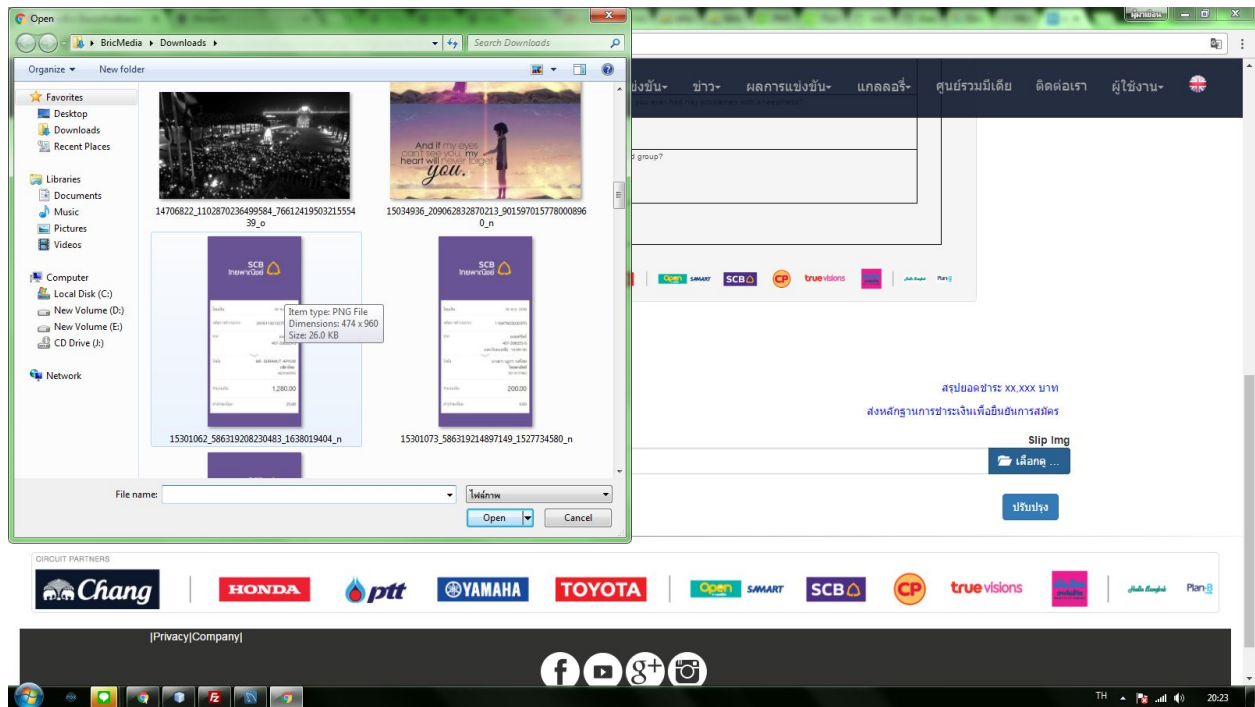 Open
ผู้มาเยือน
BricMedia
Downloads
Search Downloads
Organize
New folder
Favorites
Desktop
Downloads
Recent Places
Libraries
Documents
Music
Pictures
Videos
Computer
Local Disk (C:)
New Volume (D:)
New Volume (E:)
CD Drive (J:)
Network
And if my eyes
can't see you, my
heart will never forget
you.
14706822_1102870236499584_76612419503215554
39_o
15034936_209062832870213_901597015778000896
0_n
SCB
ไทยพาณิชย์
1,280.00
SCB
ไทยพาณิชย์
200.00
Item type: PNG File
Dimensions: 474 x 960
Size: 26.0 KB
15301062_586319208230483_1638019404_n
15301073_586319214897149_1527734580_n
File name:
ไฟล์ภาพ
Open
Cancel
ข่าว
ผลการแข่งขัน
แกลลอรี่
ศูนย์รวมมีเดีย
ติดต่อเรา
ผู้ใช้งาน
group?
Open
SAMART
SCB
CP
truevisions
Plan-B
สรุปยอดชำระ xx,xxx บาท
ส่งหลักฐานการชำระเงินเพื่อยืนยันการสมัคร
Slip Img
เลือกดู ...
ปรับปรุง
CIRCUIT PARTNERS
Chang
HONDA
ptt
YAMAHA
TOYOTA
Open
SAMART
SCB
CP
truevisions
Plan-B
|Privacy|Company|
TH
20:23